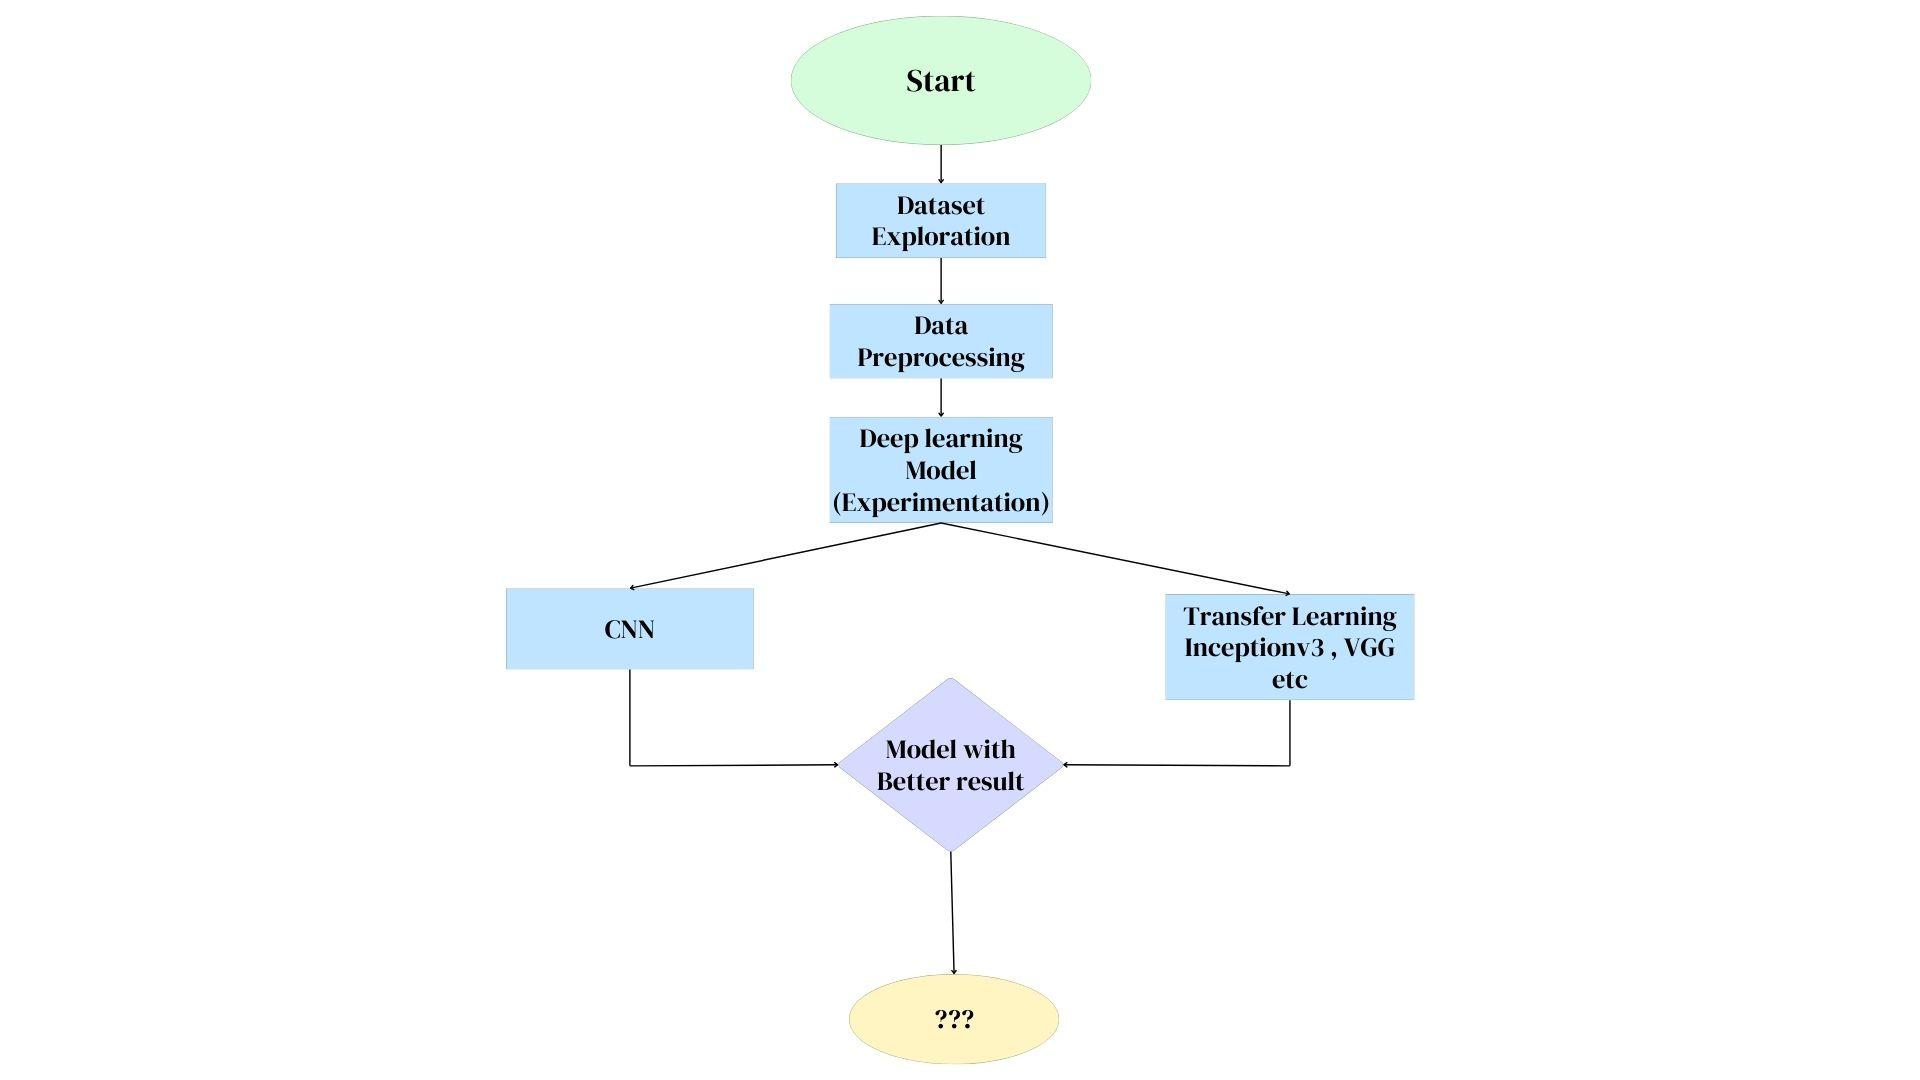 Start
Dataset
Exploration
Data
Preprocessing
Deep learning
Model
(Experimentation)
CNN
Transfer Learning
Inceptionv3 , VGG
etc
Model with
Better result
???